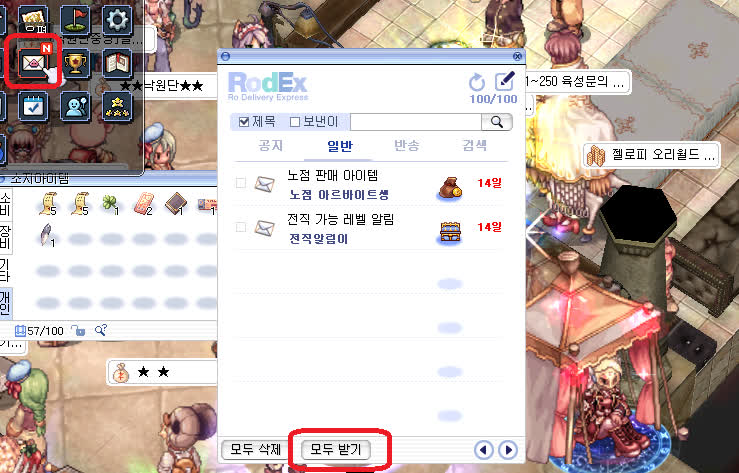 우편
N
★★낙원단★★
1~250 육성문의 ...
젤로피 오리월드 ...
RodEx
Ro Delivery Express
100/100
제목
보낸이
공지
일반
반송
검색
노점 판매 아이템
노점 아르바이트생
14일
전직 가능 레벨 알림
전직알림이
14일
모두 삭제
모두 받기
소지아이템
소비
5
5
1
2
1
1
장비
1
기타
개인
57/100
★ ★